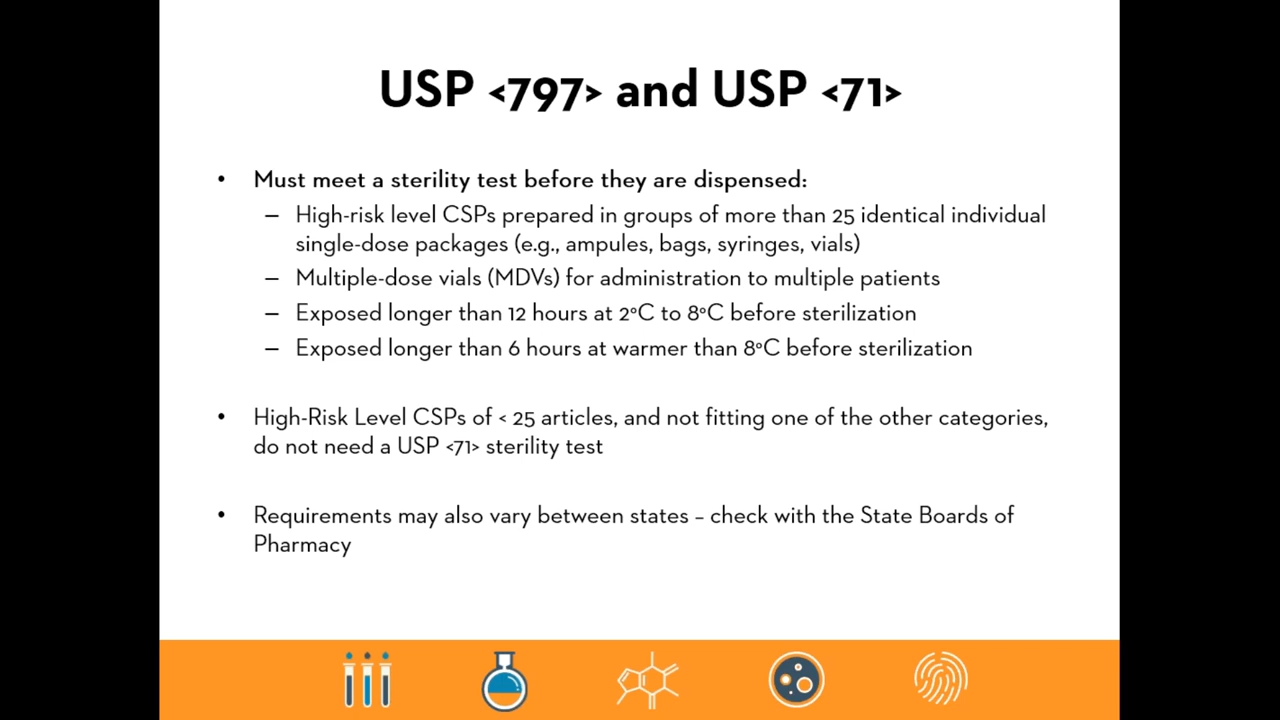 USP <797> and USP <71>
• Must meet a sterility test before they are dispensed:
– High-risk level CSPs prepared in groups of more than 25 identical individual
single-dose packages (e.g., ampules, bags, syringes, vials)
– Multiple-dose vials (MDVs) for administration to multiple patients
– Exposed longer than 12 hours at 2°C to 8°C before sterilization
– Exposed longer than 6 hours at warmer than 8°C before sterilization
• High-Risk Level CSPs of < 25 articles, and not fitting one of the other categories,
do not need a USP <71> sterility test
• Requirements may also vary between states – check with the State Boards of
Pharmacy